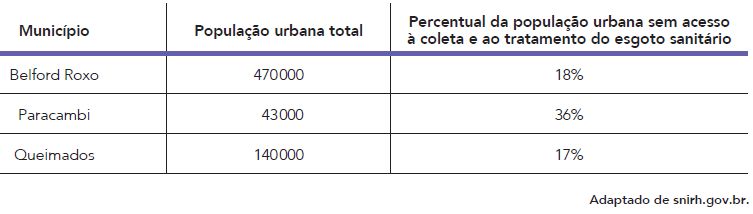 Município População urbana total Percentual da população urbana sem acesso
à coleta e ao tratamento do esgoto sanitário
Belford Roxo 470000 18%
Paracambi 43000 36%
Queimados 140000 17%
Adaptado de snirh.gov.br.